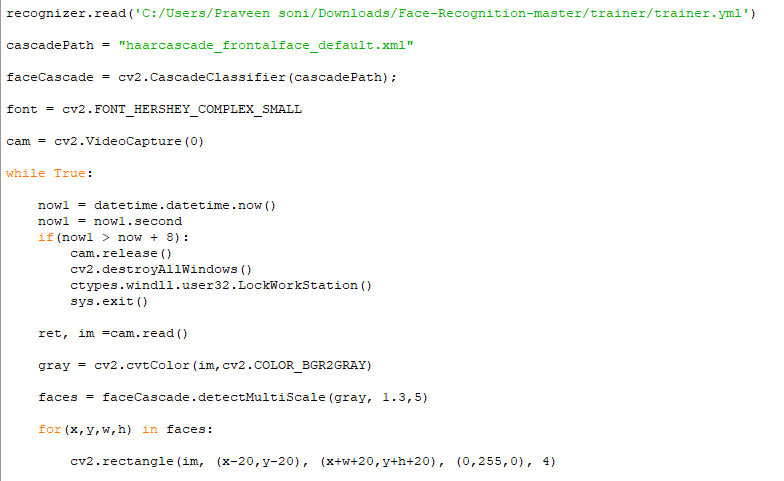 recognizer.read('C:/Users/Praveen soni/Downloads/Face-Recognition-master/trainer/trainer.yml')
cascadePath = "haarcascade_frontalface_default.xml"
faceCascade = cv2.CascadeClassifier(cascadePath);
font = cv2.FONT_HERSHEY_COMPLEX_SMALL
cam = cv2.VideoCapture(0)
while True:
    now1 = datetime.datetime.now()
    now1 = now1.second
    if(now1 > now + 8):
        cam.release()
        cv2.destroyAllWindows()
        ctypes.windll.user32.LockWorkStation()
        sys.exit()
    ret, im =cam.read()
    gray = cv2.cvtColor(im,cv2.COLOR_BGR2GRAY)
    faces = faceCascade.detectMultiScale(gray, 1.3,5)
    for(x,y,w,h) in faces:
        cv2.rectangle(im, (x-20,y-20), (x+w+20,y+h+20), (0,255,0), 4)